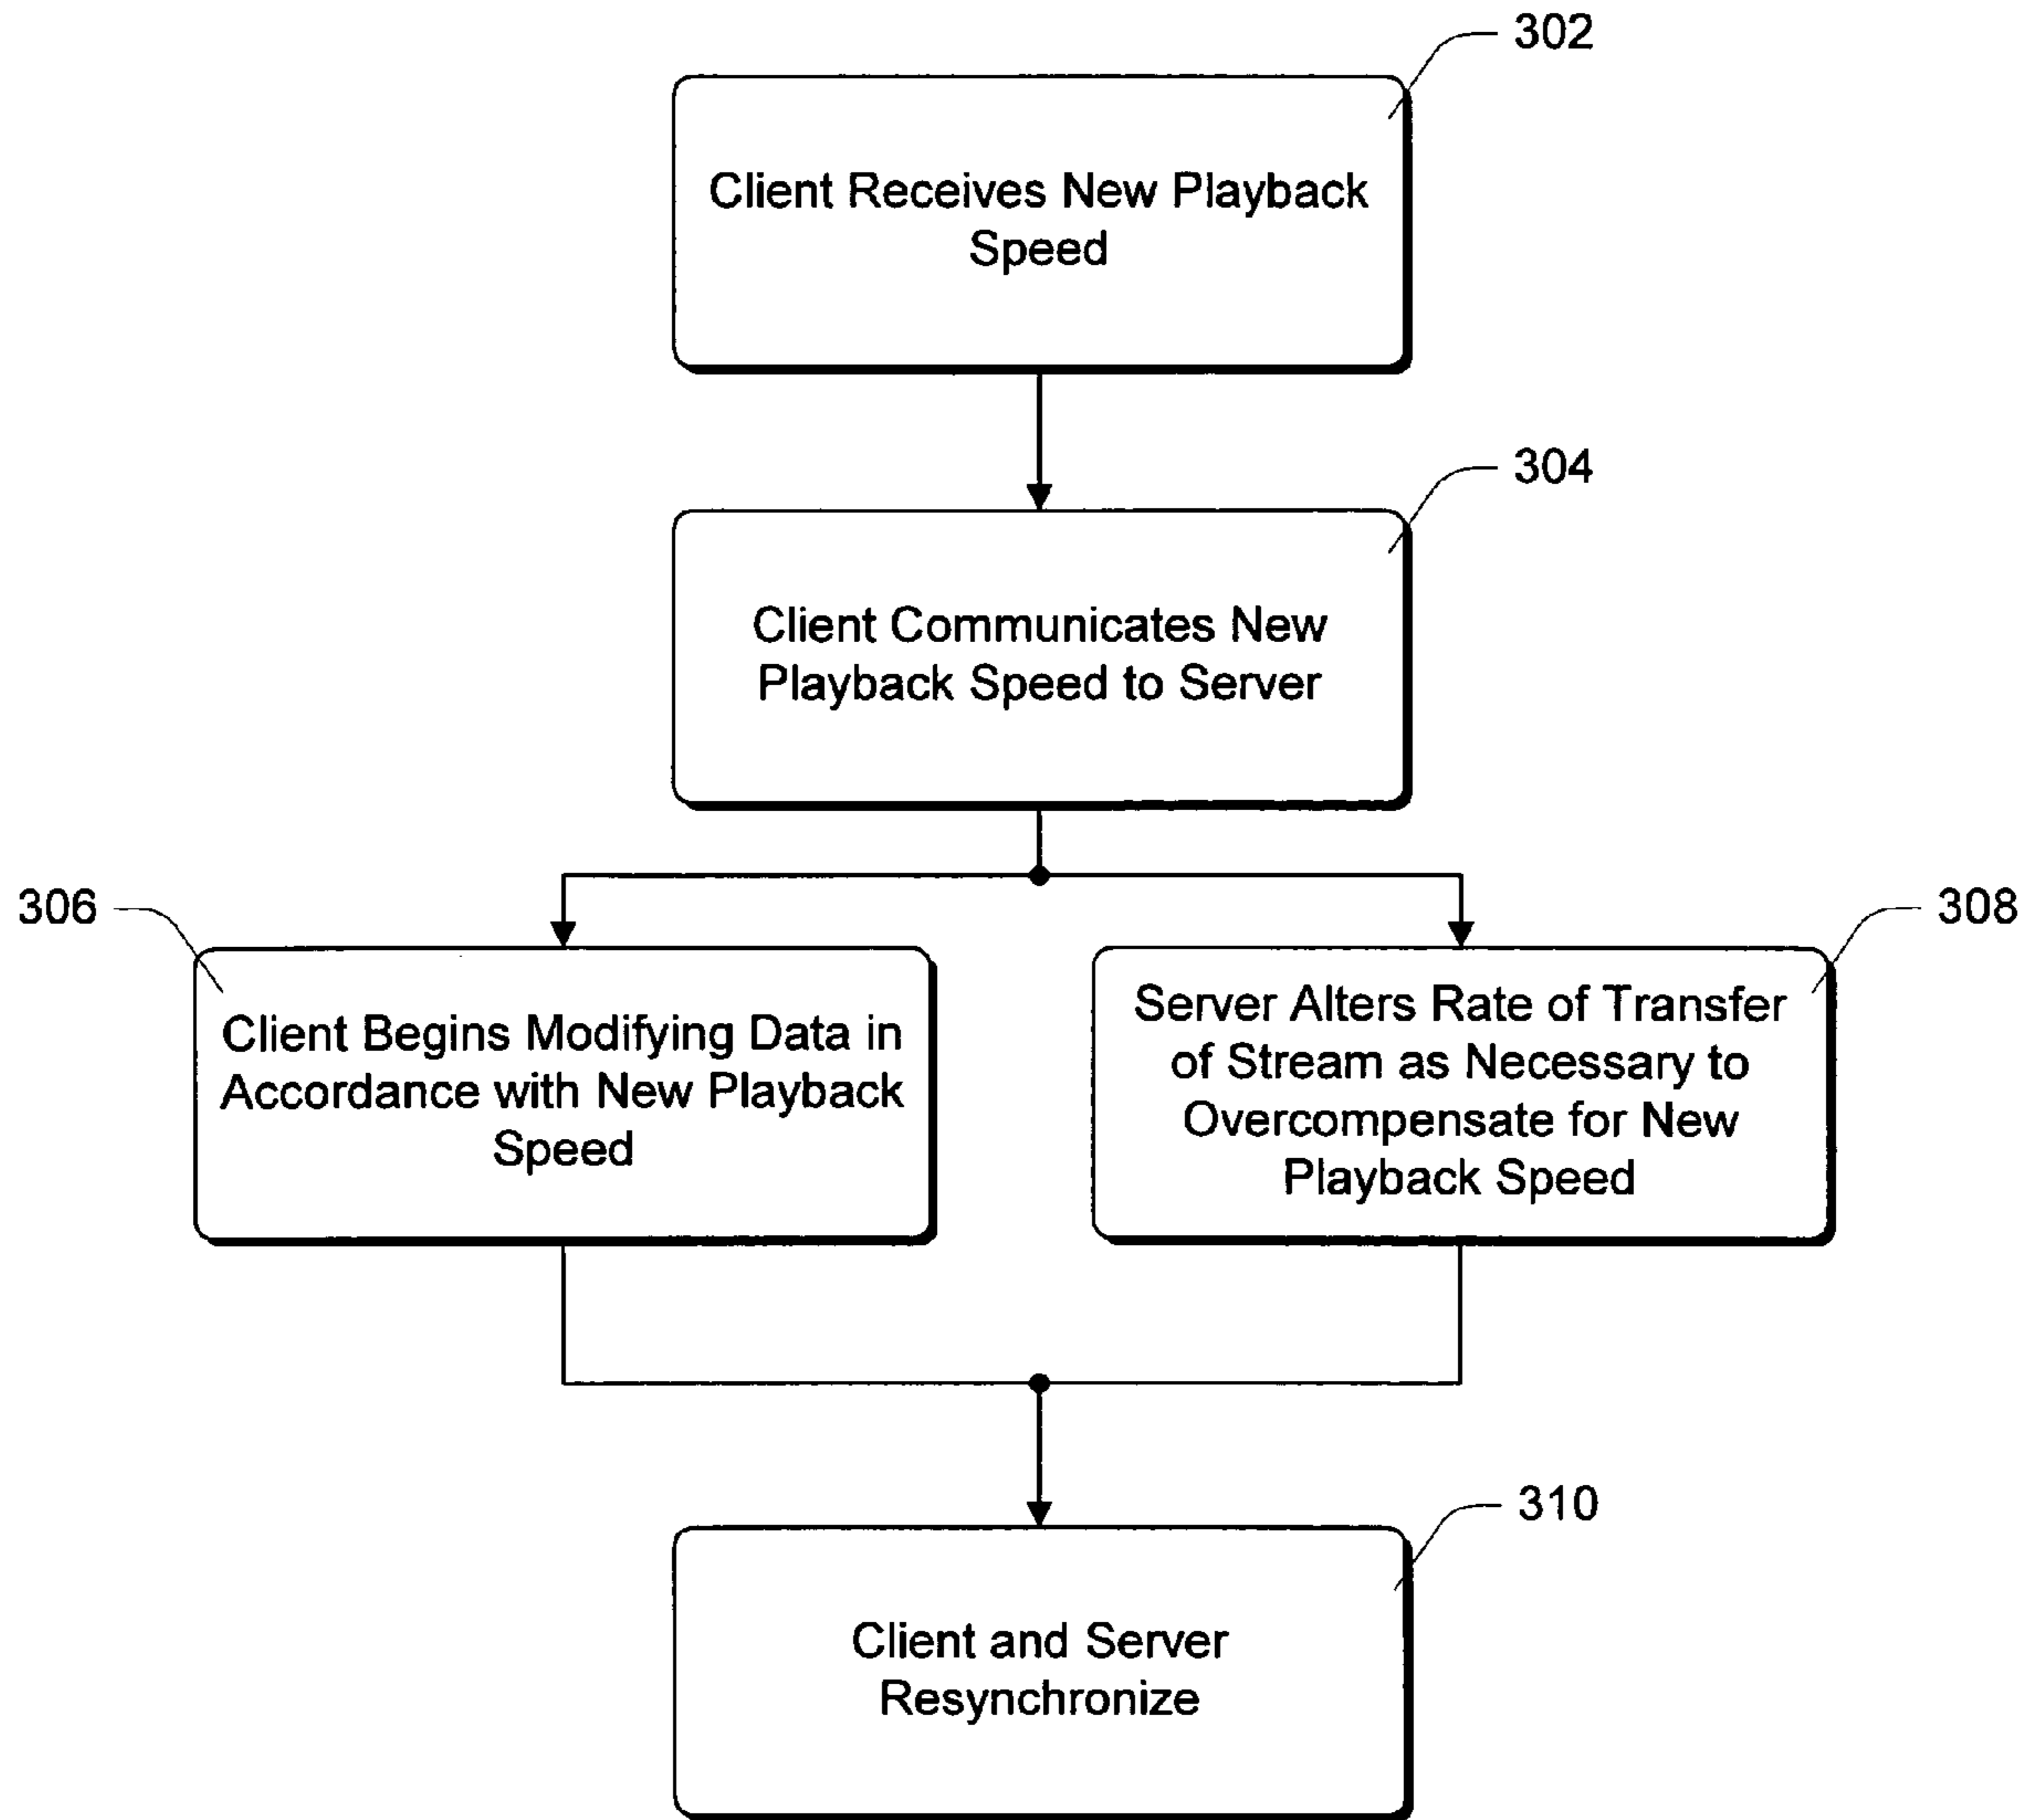 302
Client Receives New Playback
Speed
304
Client Communicates New
Playback Speed to Server
306
Client Begins Modifying Data in
Accordance with New Playback
Speed
308
Server Alters Rate of Transfer
of Stream as Necessary to
Overcompensate for New
Playback Speed
310
Client and Server
Resynchronize